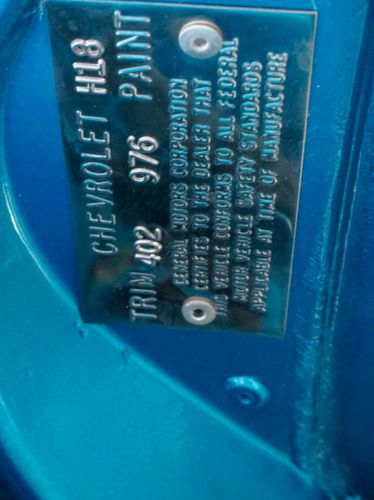 CHEVROLET H18
TRIM 402 976 PAINT
GENERAL MOTORS CORPORATION
CERTIFIES TO THE DEALER THAT
THIS VEHICLE CONFORMS TO ALL FEDERAL
MOTOR VEHICLE SAFETY STANDARDS
APPLICABLE AT TIME OF MANUFACTURE